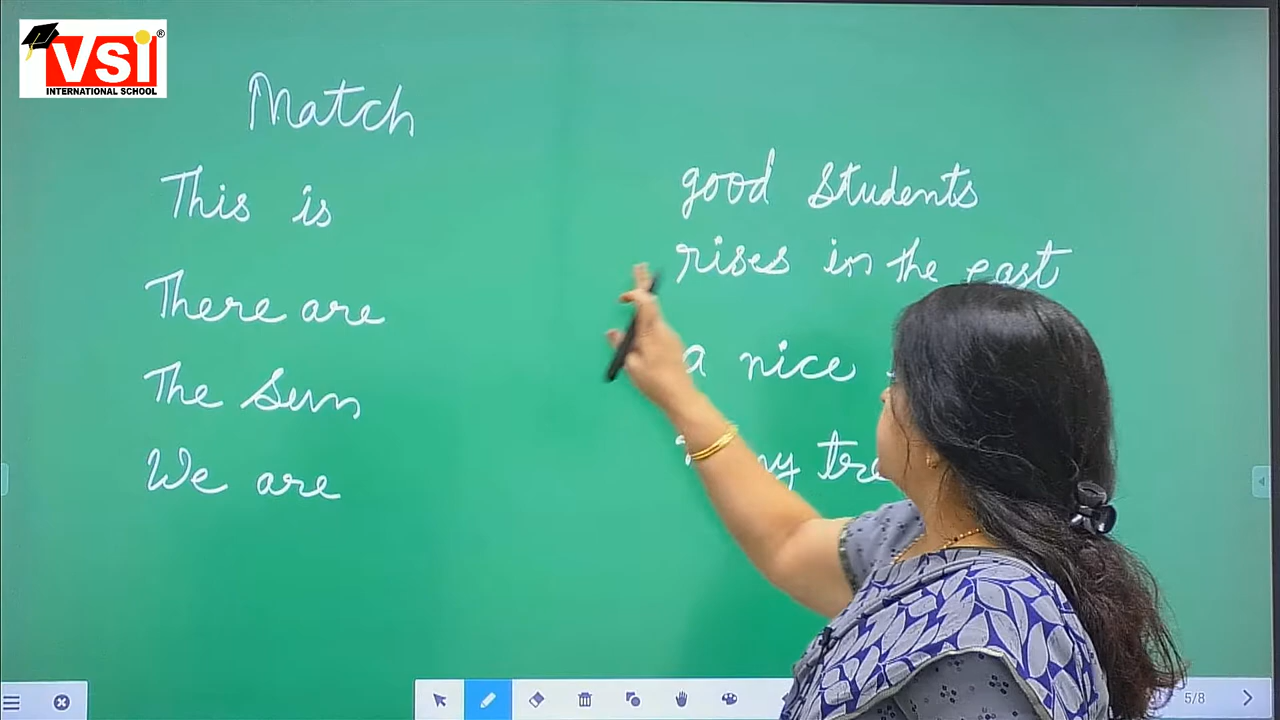 VSI
INTERNATIONAL SCHOOL
Match
This is
good students
There are
rises in the east
The Sun
a nice
We are
5/8